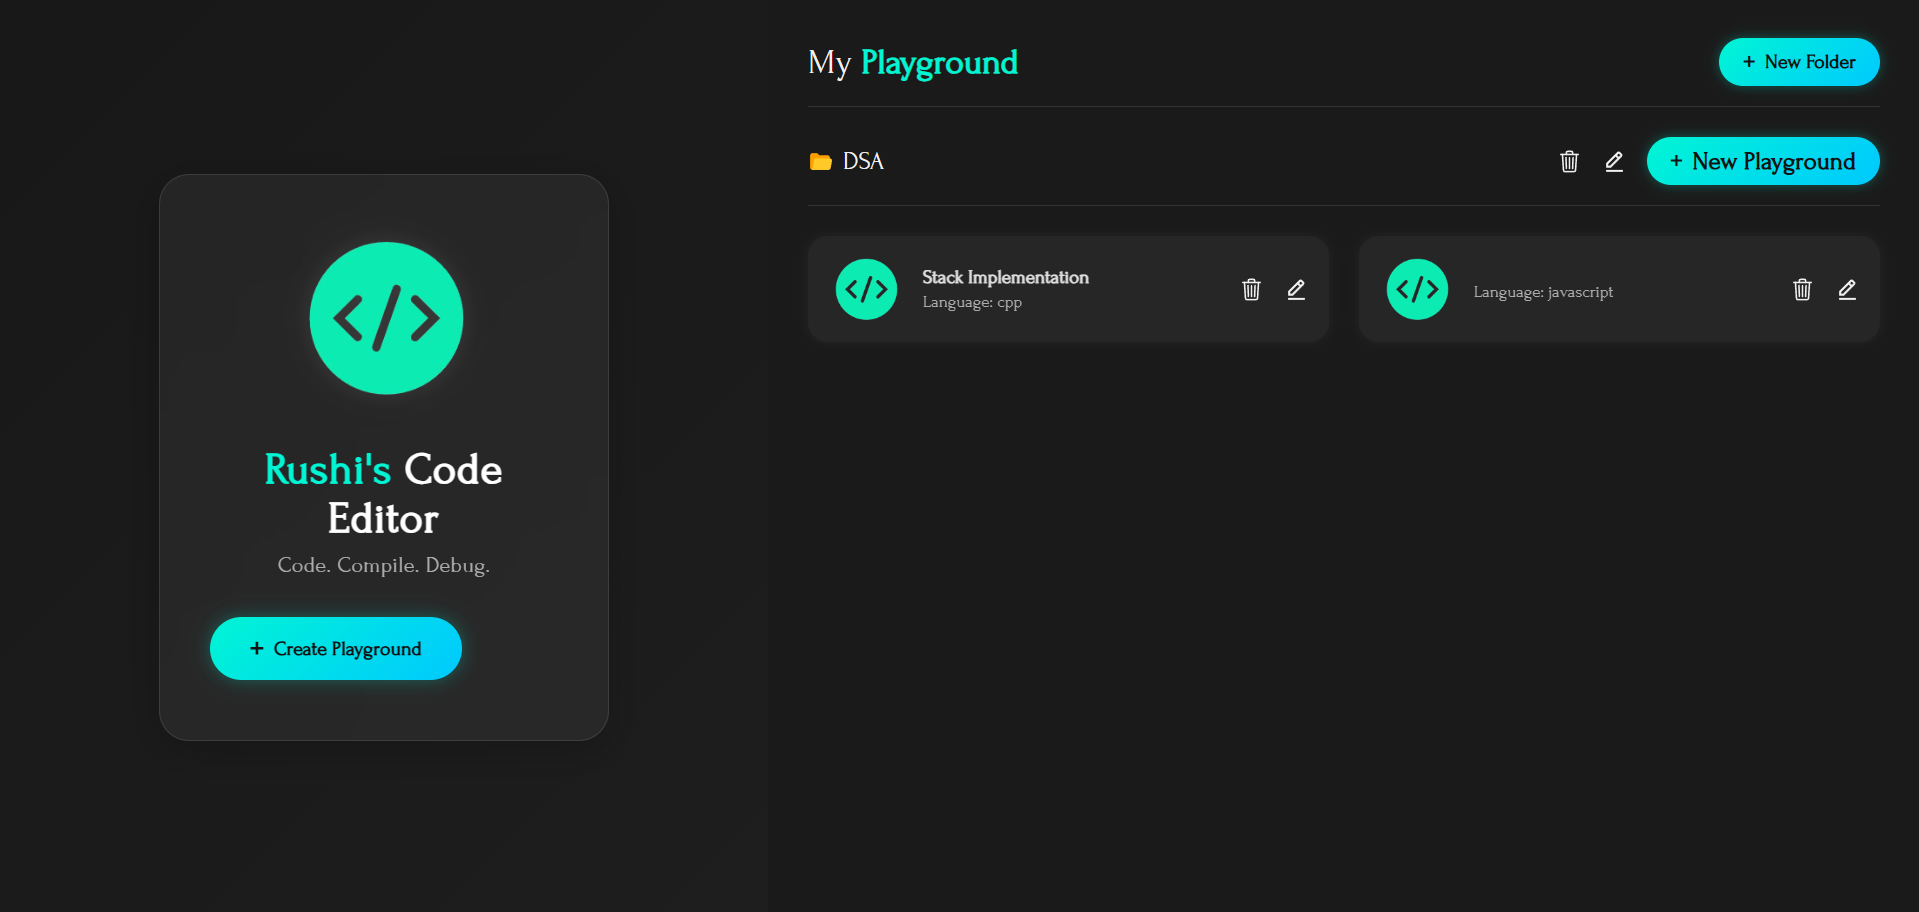 Rushi's Code
Editor
Code. Compile. Debug.
+ Create Playground
My Playground
+ New Folder
DSA
+ New Playground
Stack Implementation
Language: cpp
Language: javascript